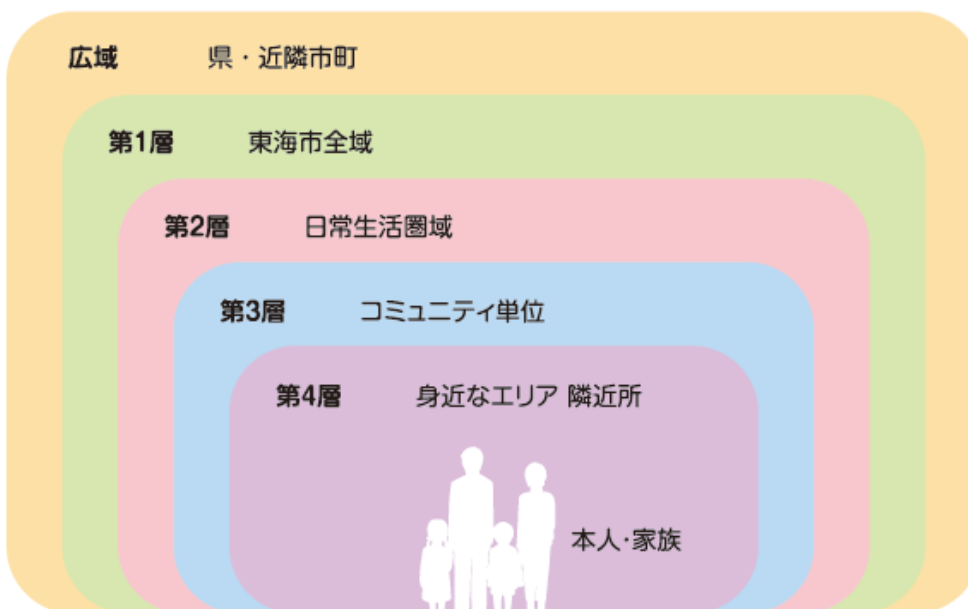 広域 県・近隣市町
第1層 東海市全域
第2層 日常生活圏域
第3層 コミュニティ単位
第4層 身近なエリア 隣近所
本人・家族